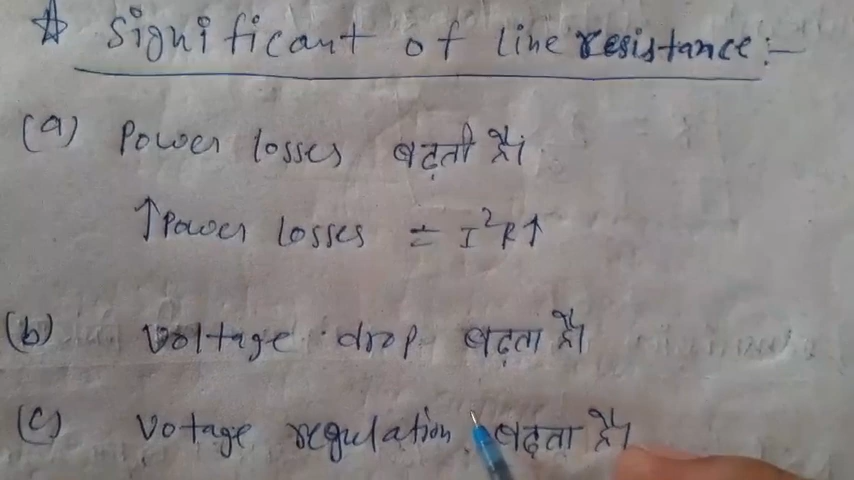 ☆ Significant of line resistance:-
(a) Power losses बढ़ती है।
↑Power losses = I²R↑
(b) voltage drop बढ़ता है।
(c) Votage regulation बढ़ता है।